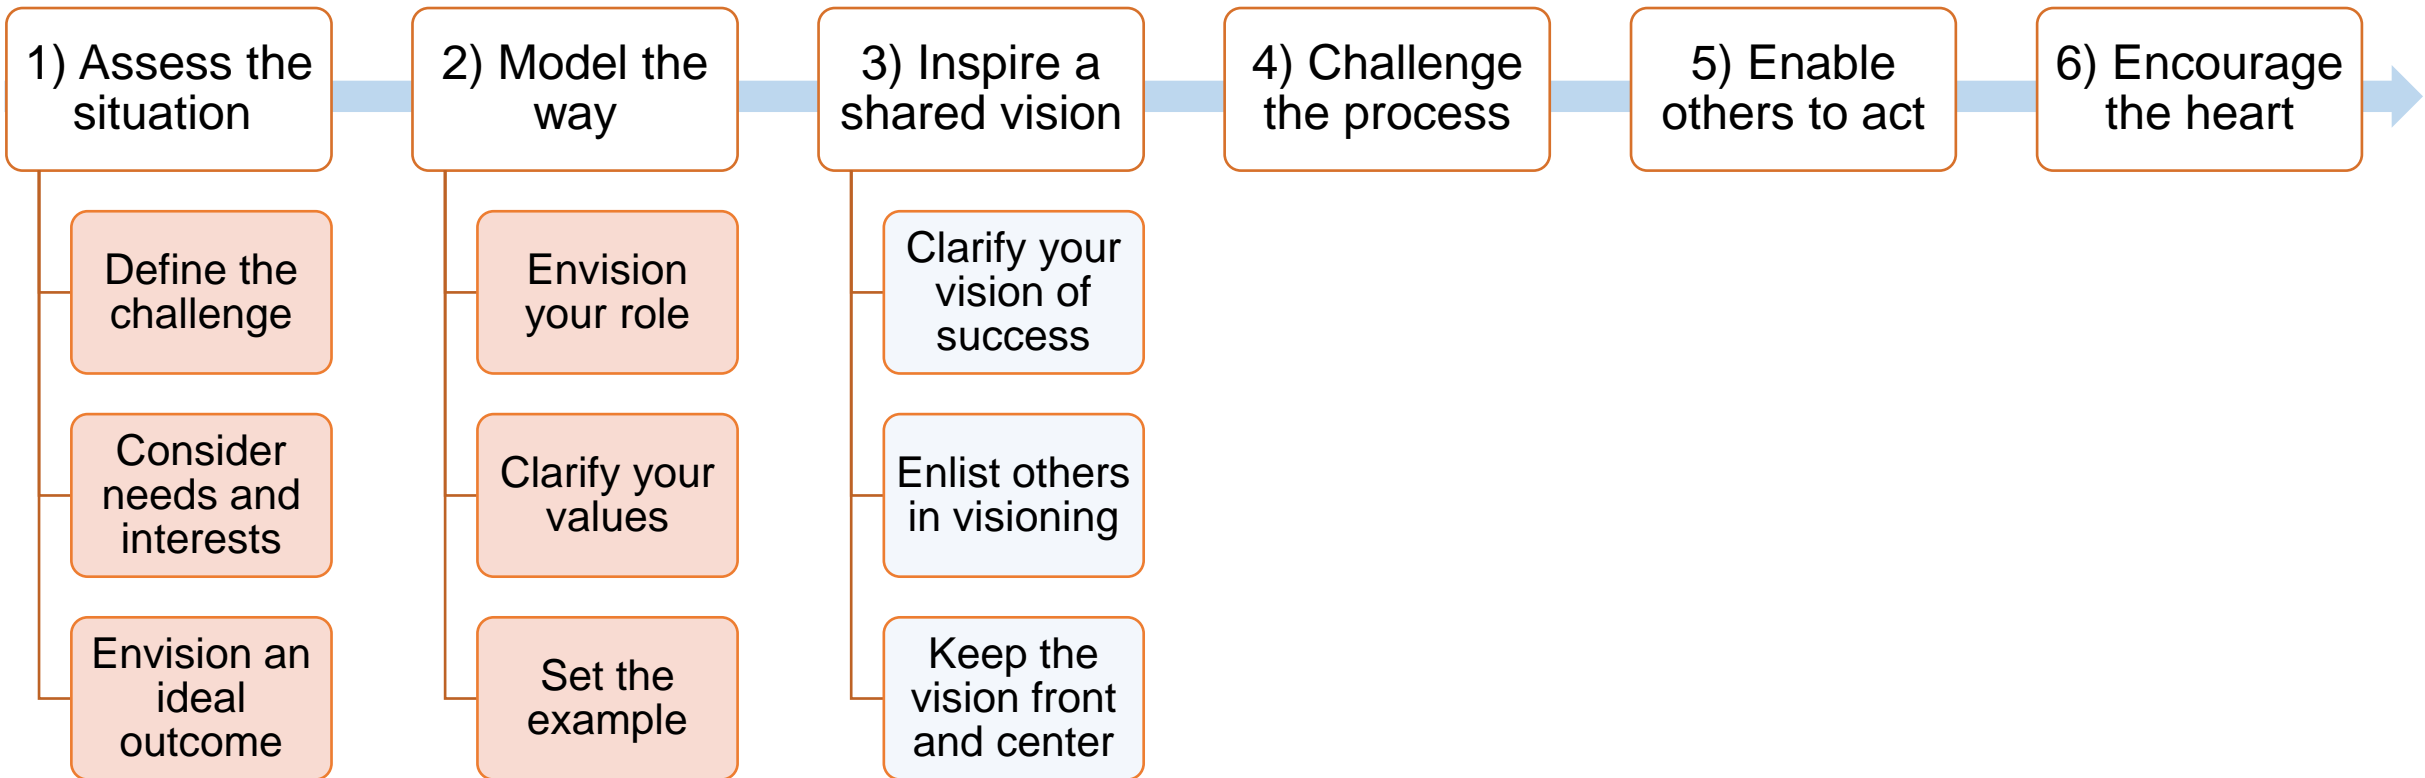 1) Assess the
situation
2) Model the
way
3) Inspire a
shared vision
4) Challenge
the process
5) Enable
others to act
6) Encourage
the heart
Define the
challenge
Consider
needs and
interests
Envision an
ideal
outcome
Envision
your role
Clarify your
values
Set the
example
Clarify your
vision of
success
Enlist others
in visioning
Keep the
vision front
and center